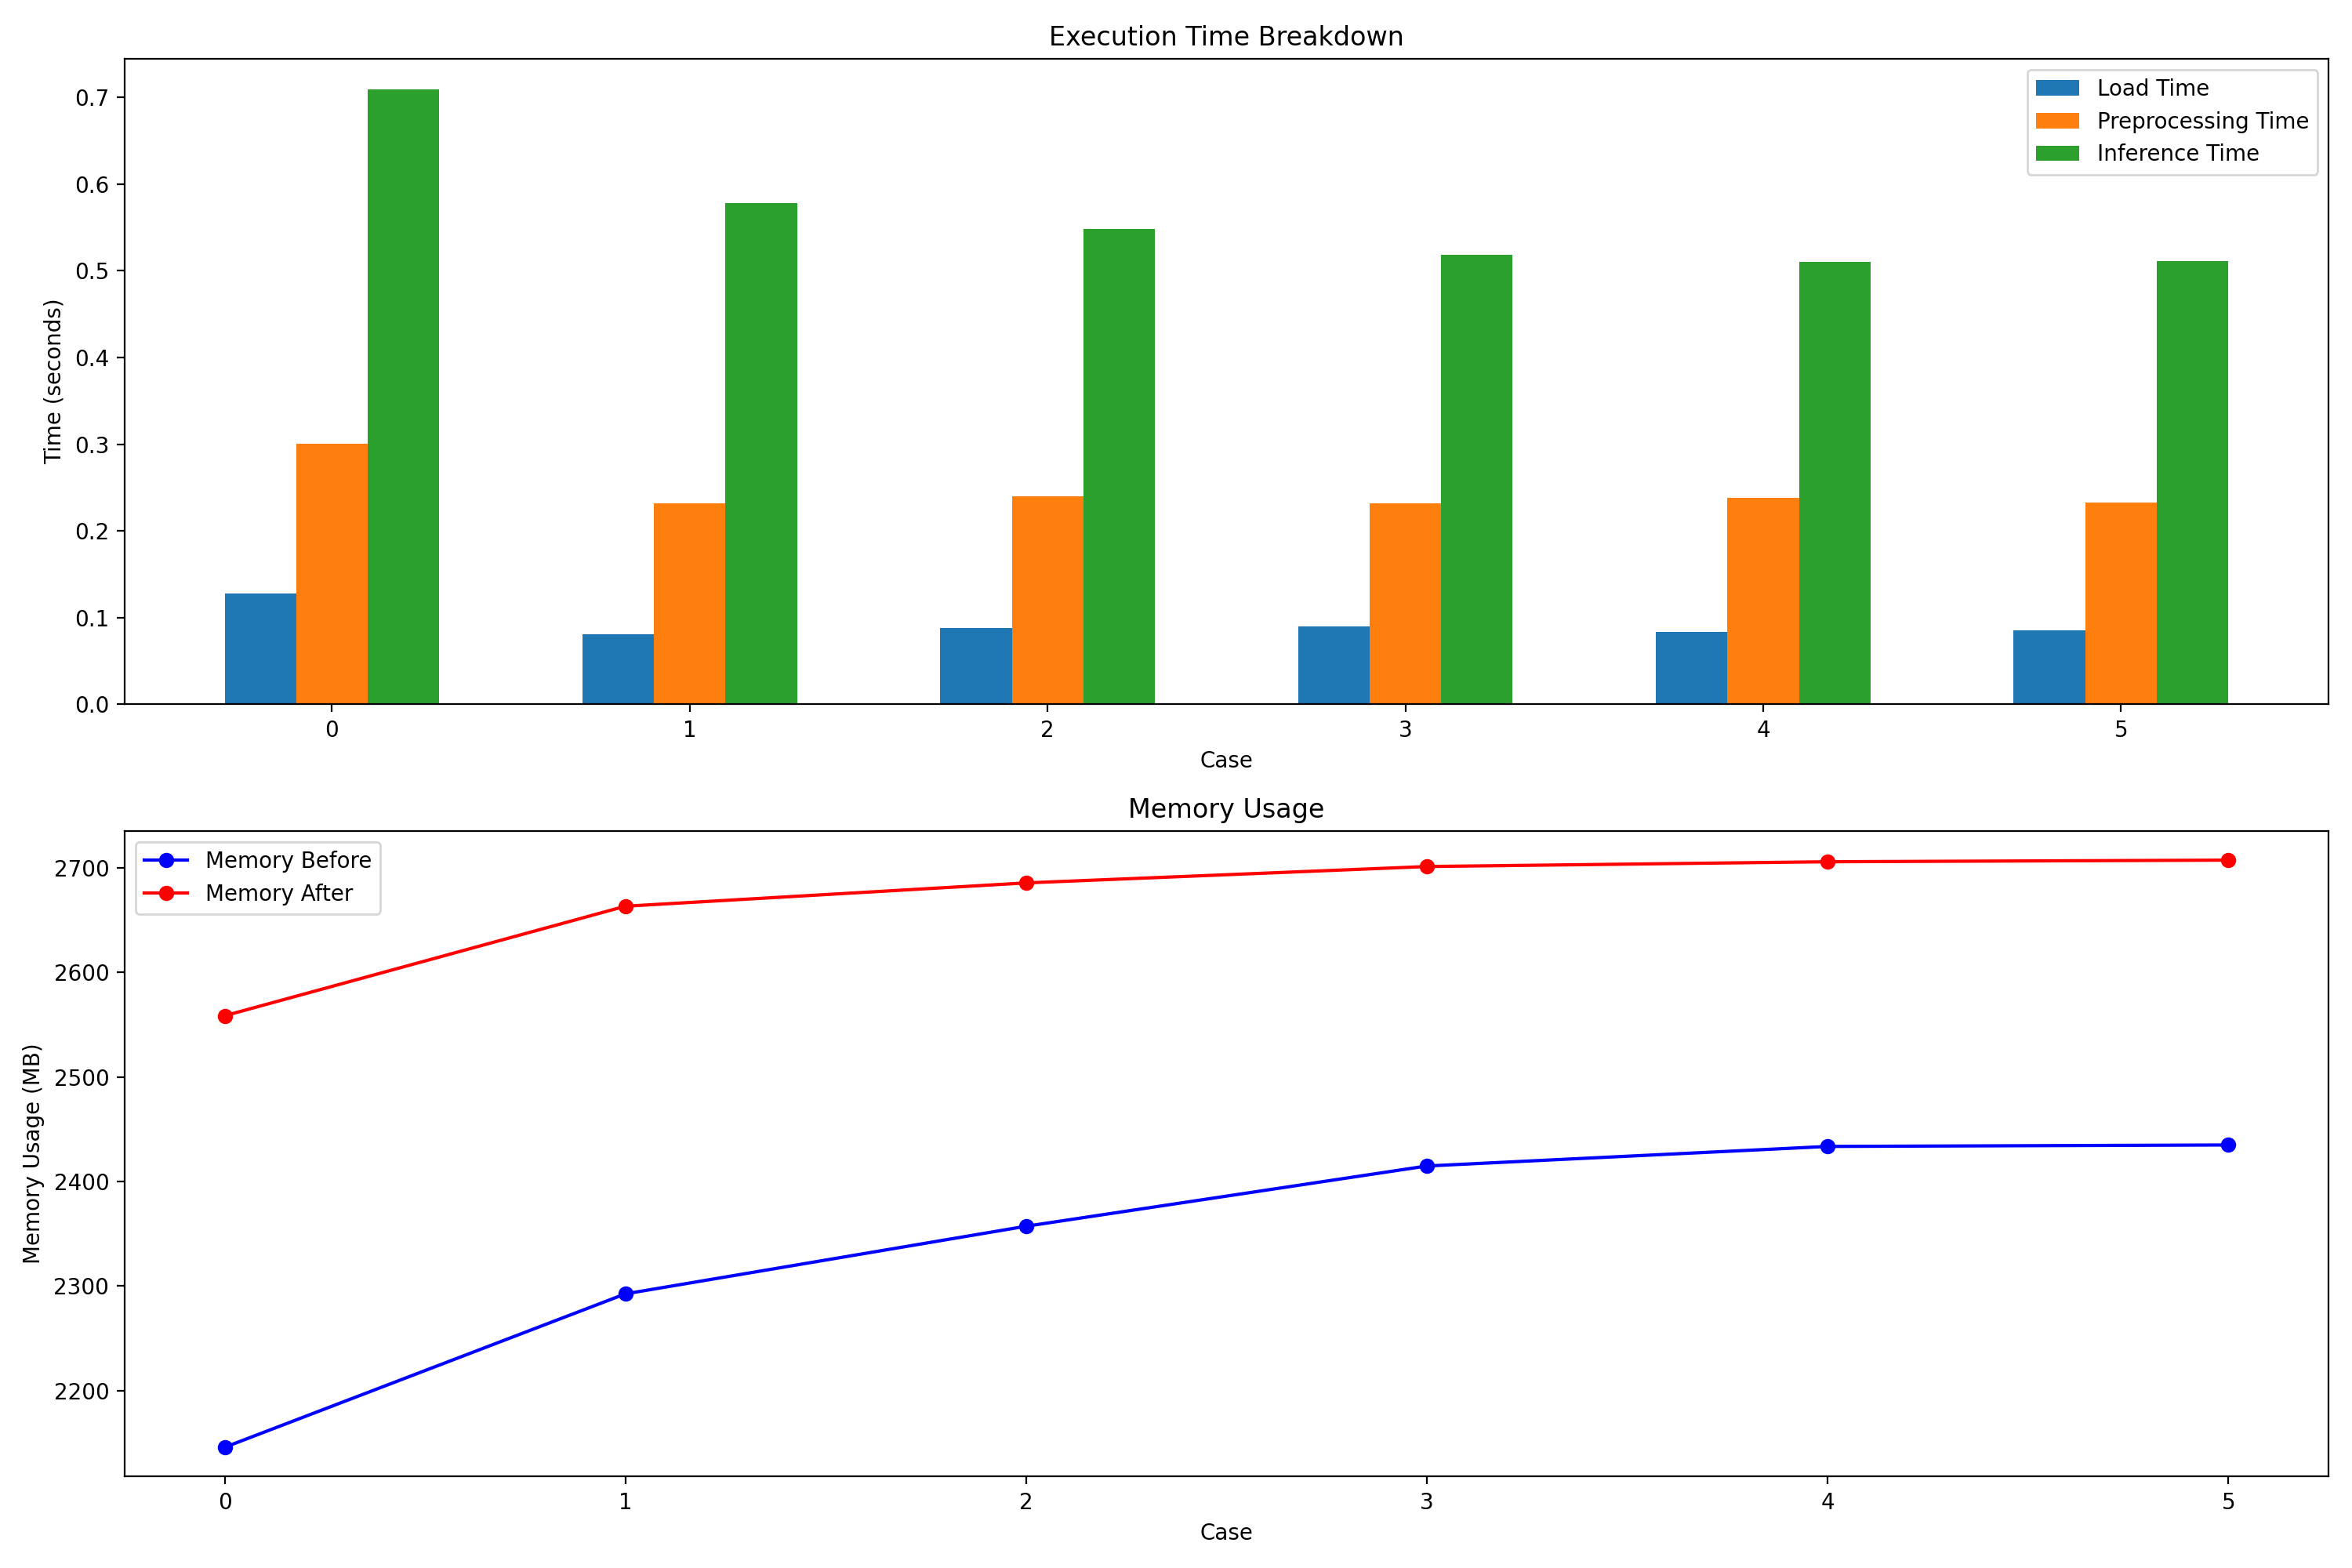 Execution Time Breakdown
Load Time
Preprocessing Time
Inference Time
Time (seconds)
0.7
0.6
0.5
0.4
0.3
0.2
0.1
0.0
0 1 2 3 4 5
Case
Memory Usage
Memory Before
Memory After
Memory Usage (MB)
2700
2600
2500
2400
2300
2200
0 1 2 3 4 5
Case